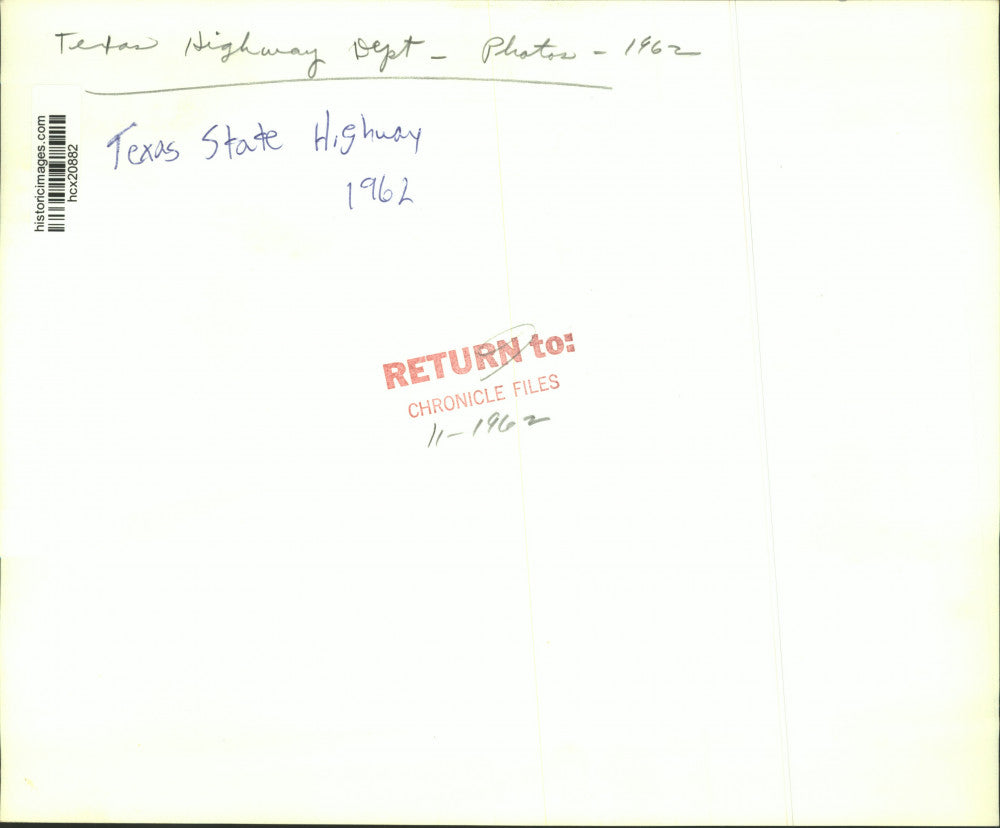 Texas Highway Dept - Photos - 1962
historicimages.com
hcx20882
Texas State Highway
1962
RETURN to:
CHRONICLE FILES
11-1962